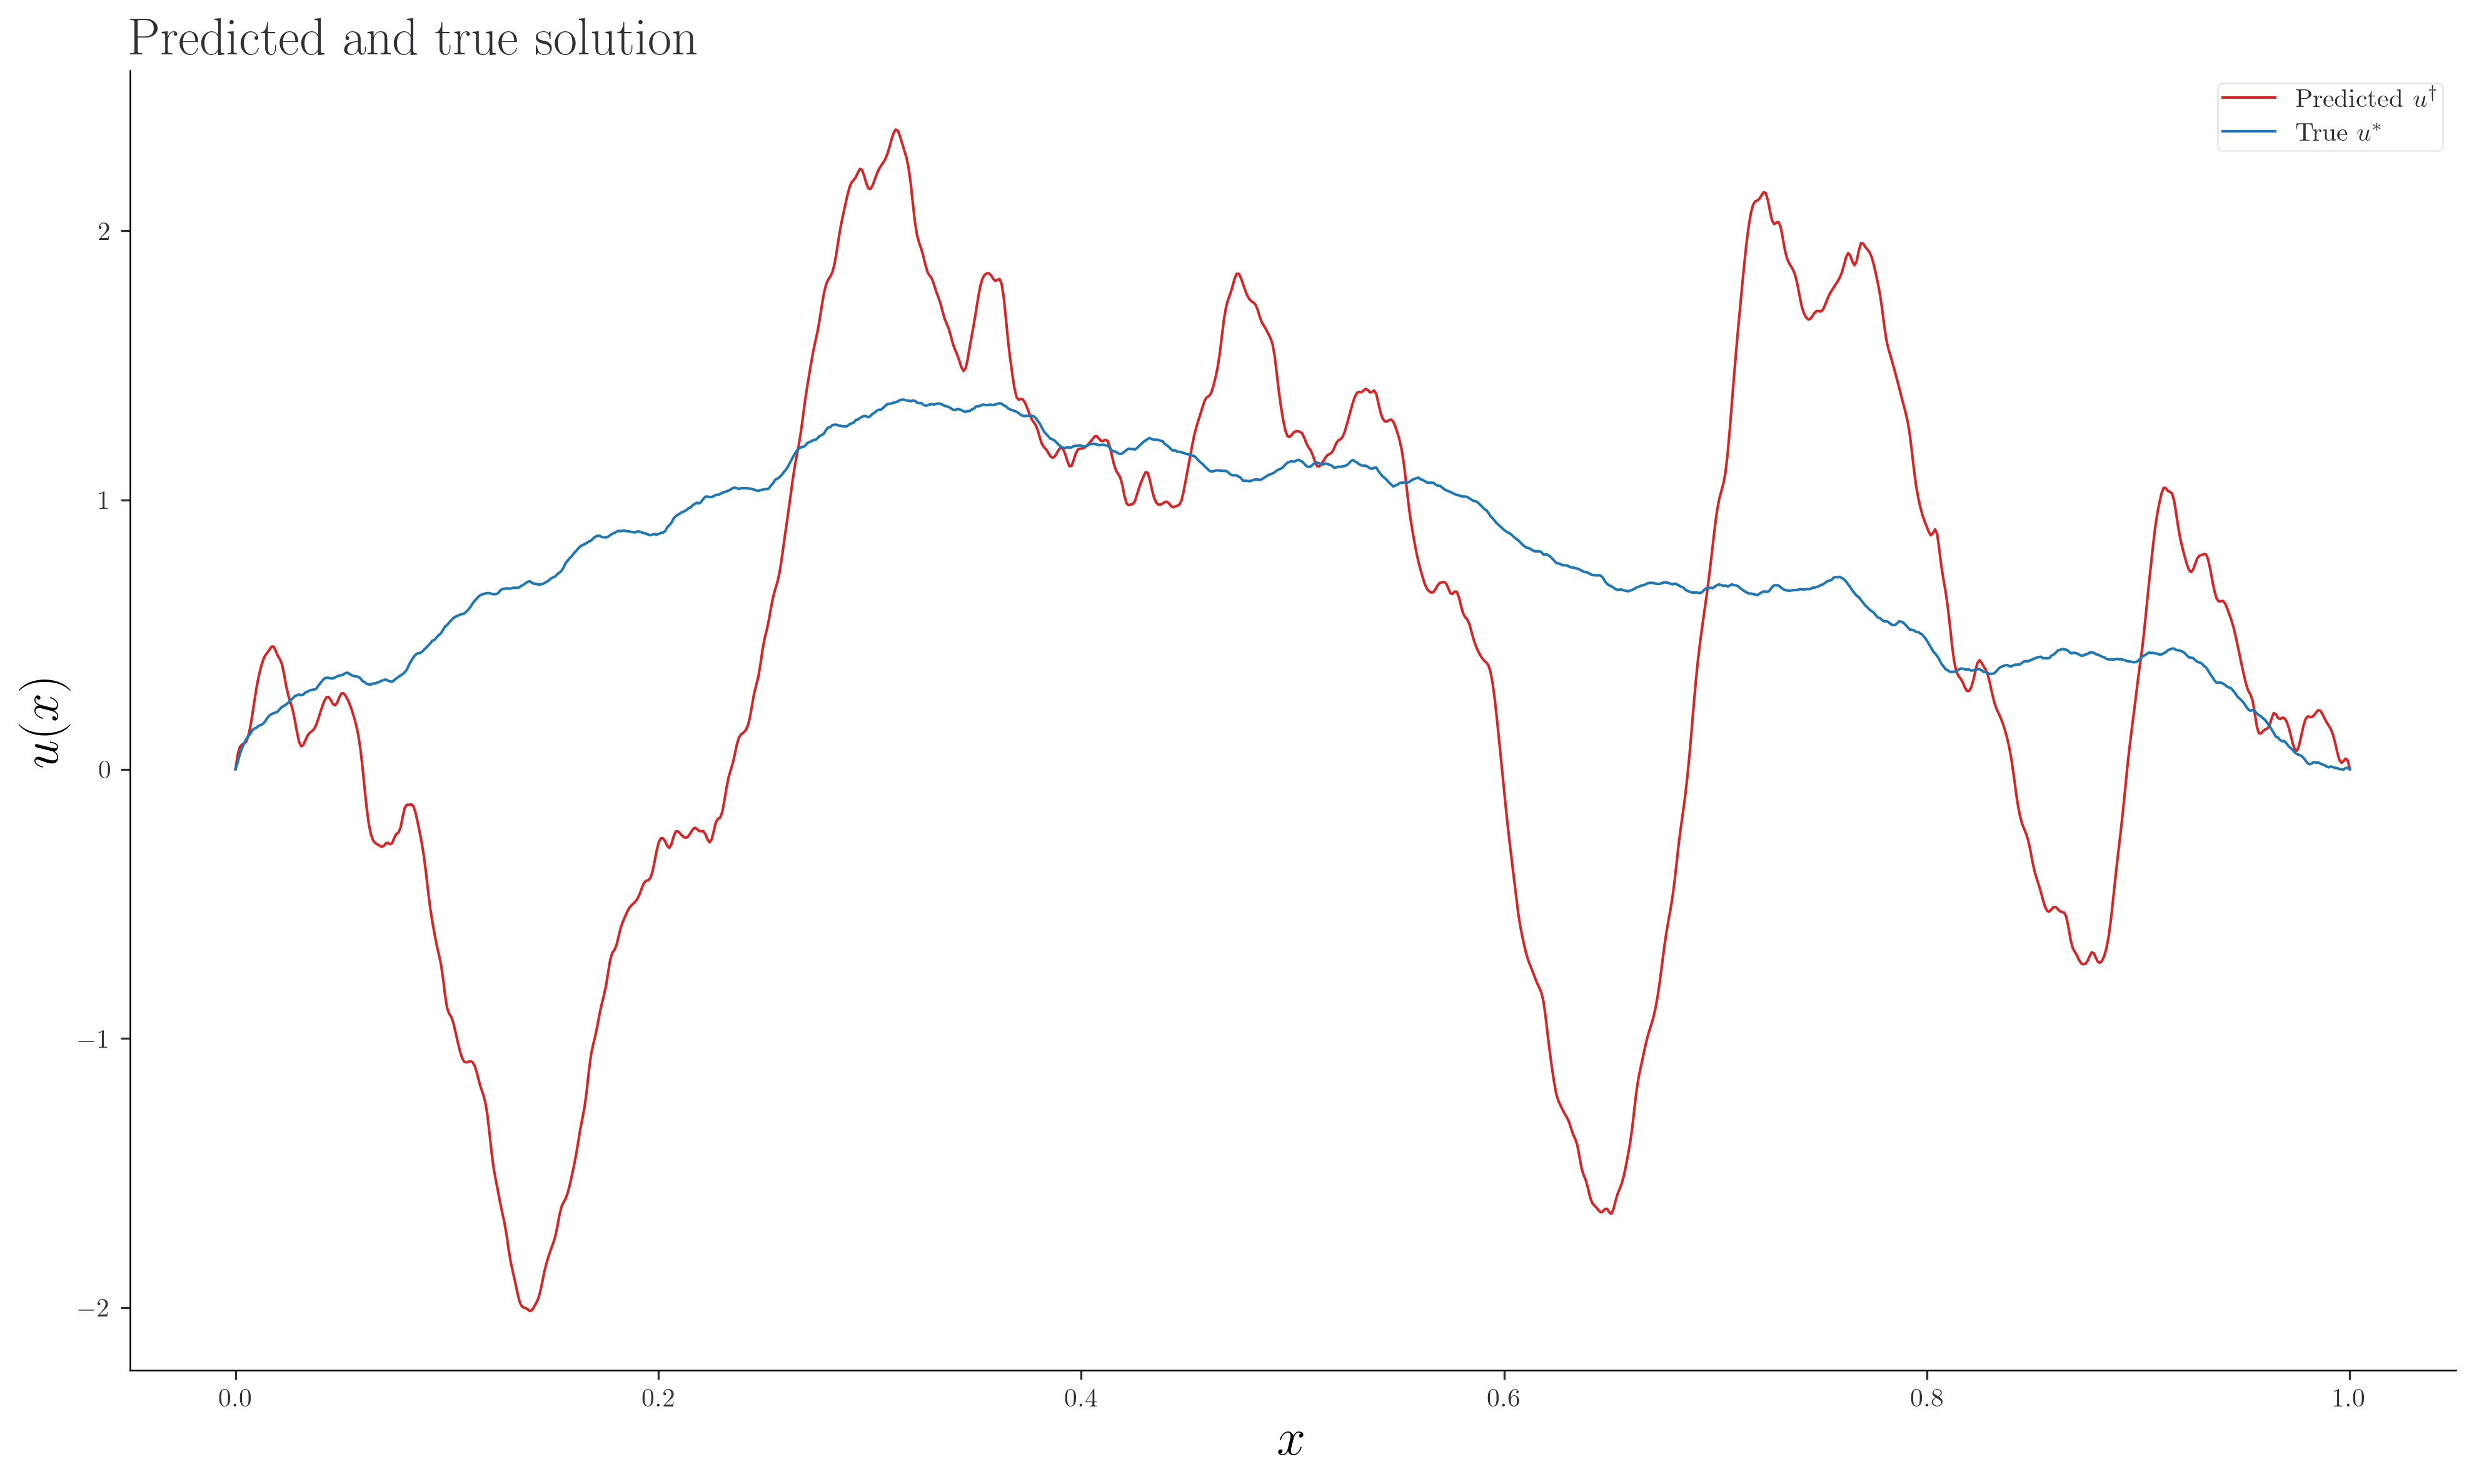 Predicted and true solution
Predicted u†
True u*
u(x)
2
1
0
−1
−2
0.0 0.2 0.4 0.6 0.8 1.0
x